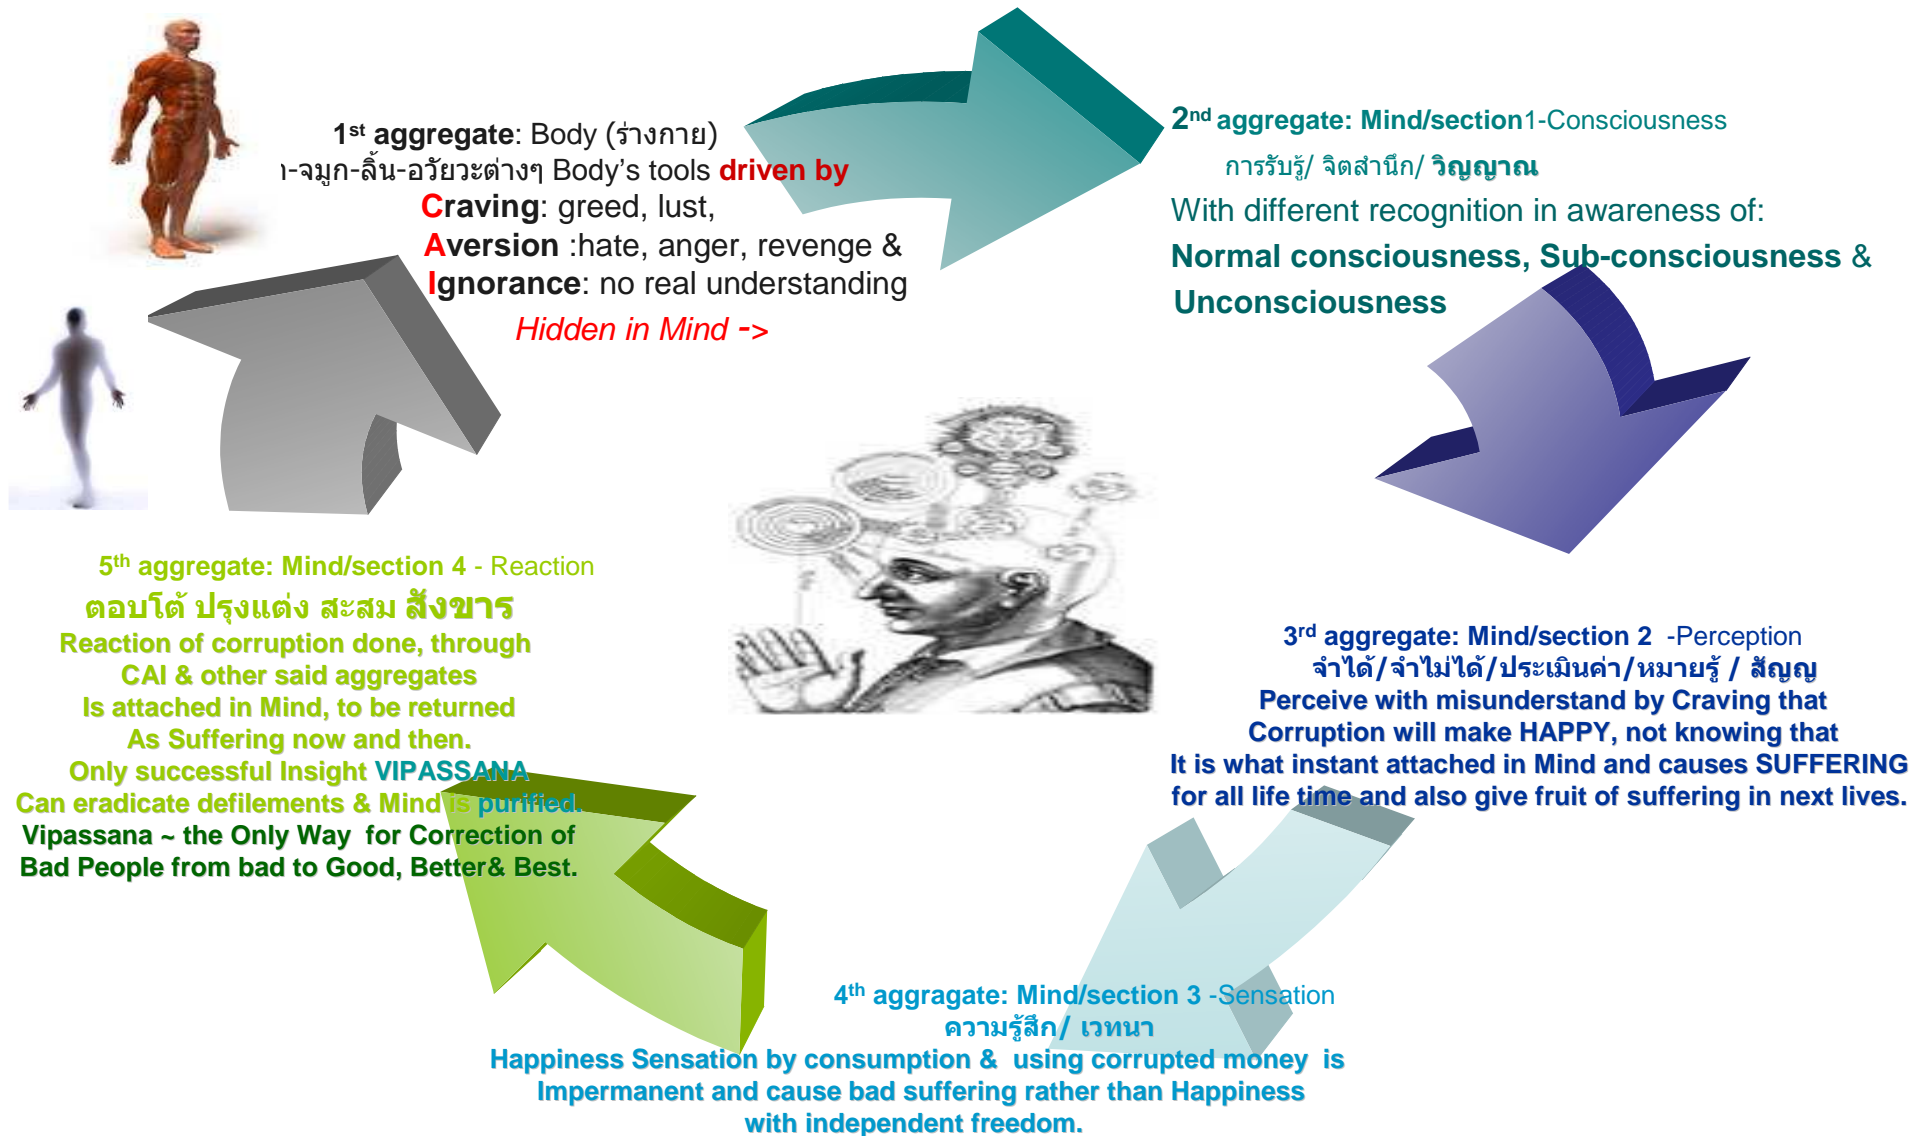 1st aggregate: Body (ร่างกาย)
-จมูก-ลิ้น-อวัยวะต่างๆ Body's tools driven by
Craving: greed, lust,
Aversion :hate, anger, revenge &
Ignorance: no real understanding
Hidden in Mind ->
2nd aggregate: Mind/section1-Consciousness
การรับรู้/ จิตสำนึก/ วิญญาณ
With different recognition in awareness of:
Normal consciousness, Sub-consciousness &
Unconsciousness
3rd aggregate: Mind/section 2 -Perception
จำได้/จำไม่ได้/ประเมินค่า/หมายรู้ / สัญญ
Perceive with misunderstand by Craving that
Corruption will make HAPPY, not knowing that
It is what instant attached in Mind and causes SUFFERING
for all life time and also give fruit of suffering in next lives.
4th aggragate: Mind/section 3 -Sensation
ความรู้สึก/ เวทนา
Happiness Sensation by consumption & using corrupted money is
Impermanent and cause bad suffering rather than Happiness
with independent freedom.
5th aggregate: Mind/section 4 - Reaction
ตอบโต้ ปรุงแต่ง สะสม สังขาร
Reaction of corruption done, through
CAI & other said aggregates
Is attached in Mind, to be returned
As Suffering now and then.
Only successful Insight VIPASSANA
Can eradicate defilements & Mind is purified.
Vipassana ~ the Only Way for Correction of
Bad People from bad to Good, Better& Best.